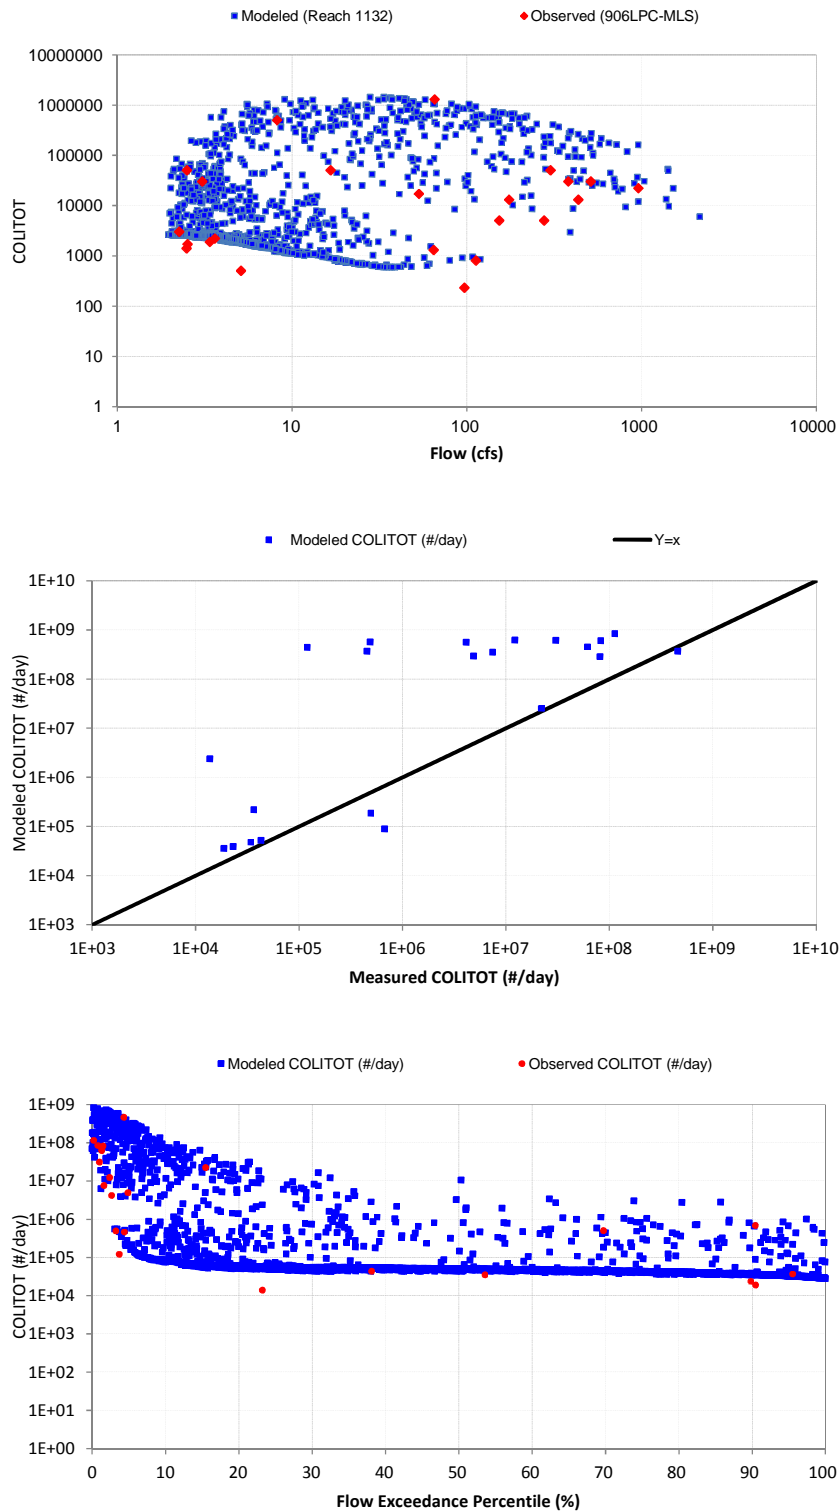 Modeled (Reach 1132) Observed (906LPC-MLS)
10000000
1000000
100000
10000
1000
100
10
1
COLITOT
1 10 100 1000 10000
Flow (cfs)
Modeled COLITOT (#/day) Y=x
1E+10
1E+09
1E+08
1E+07
1E+06
1E+05
1E+04
1E+03
Modeled COLITOT (#/day)
1E+03 1E+04 1E+05 1E+06 1E+07 1E+08 1E+09 1E+10
Measured COLITOT (#/day)
Modeled COLITOT (#/day) Observed COLITOT (#/day)
1E+09
1E+08
1E+07
1E+06
1E+05
1E+04
1E+03
1E+02
1E+01
1E+00
COLITOT (#/day)
0 10 20 30 40 50 60 70 80 90 100
Flow Exceedance Percentile (%)